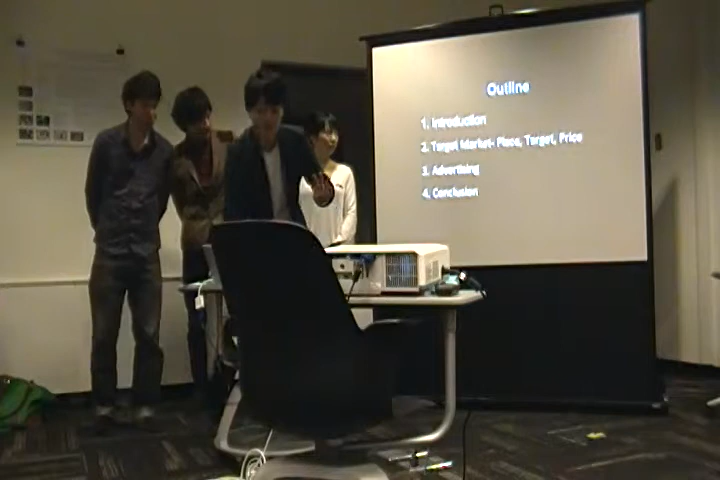 Outline
1. Introduction
2. Target Market- Place, Target, Price
3. Advertising
4. Conclusion